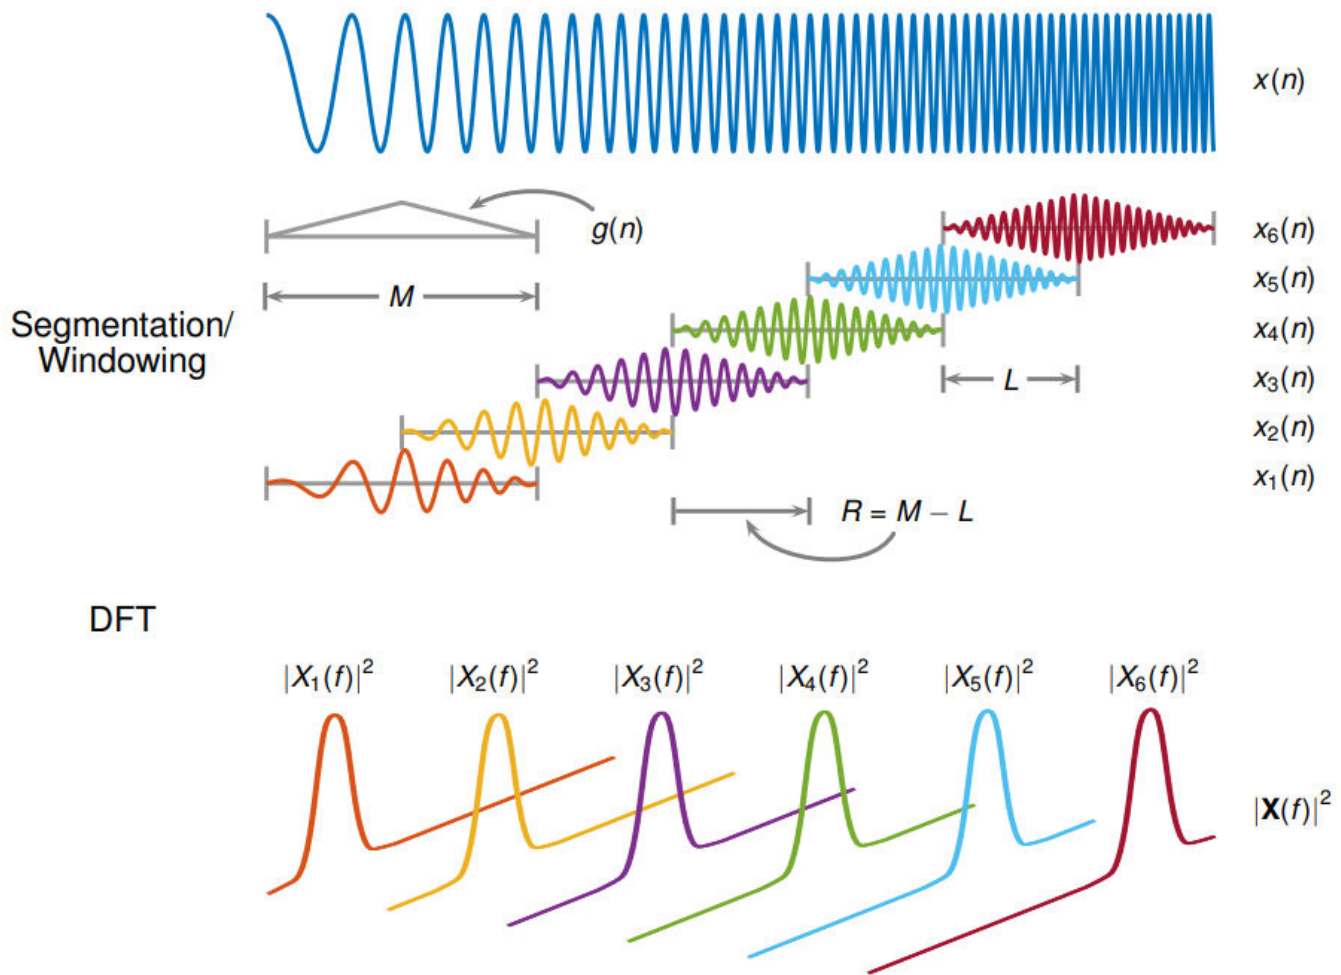 x(n)
g(n)
x₆(n)
x₅(n)
M
Segmentation/
Windowing
x₄(n)
L
x₃(n)
x₂(n)
x₁(n)
R = M − L
DFT
|X₁(f)|² |X₂(f)|² |X₃(f)|² |X₄(f)|² |X₅(f)|² |X₆(f)|²
|X(f)|²